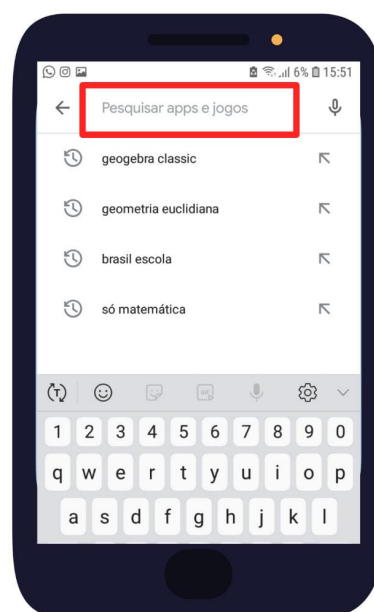 6% 15:51
Pesquisar apps e jogos
geogebra classic
geometria euclidiana
brasil escola
só matemática
T
GIF
1 2 3 4 5 6 7 8 9 0
q w e r t y u i o p
a s d f g h j k l